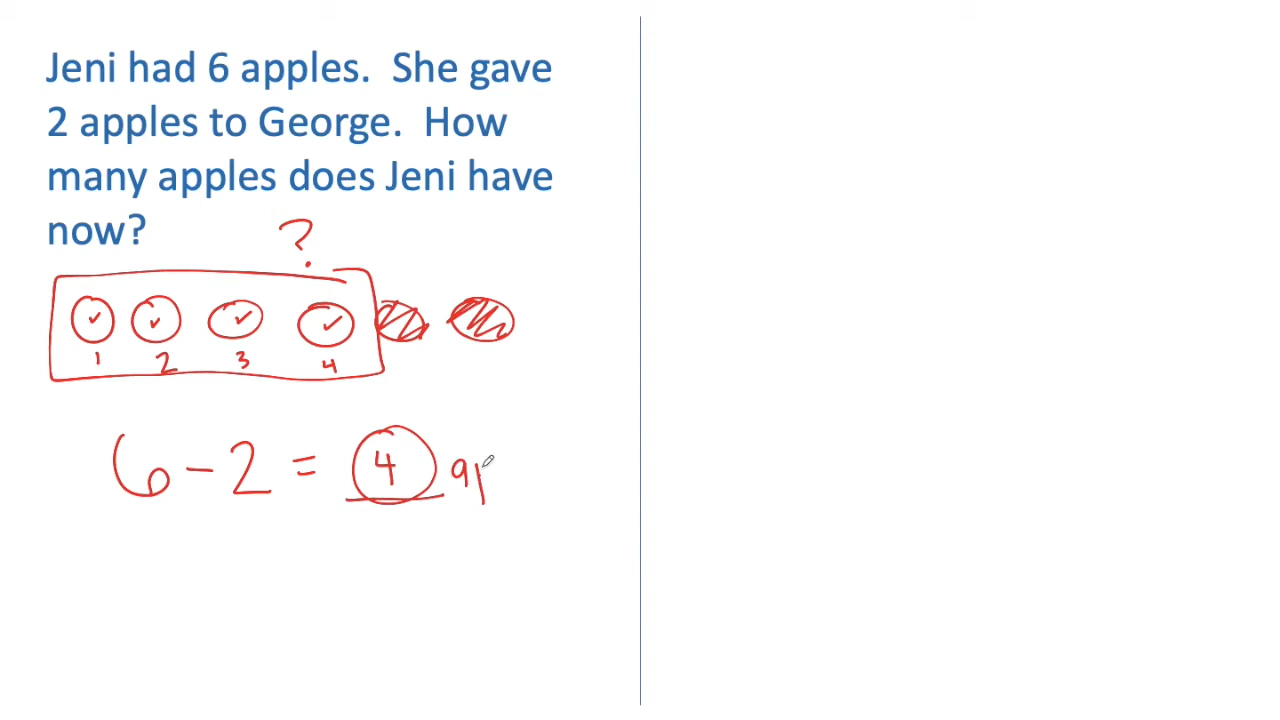 Jeni had 6 apples. She gave
2 apples to George. How
many apples does Jeni have
now?
?
1 2 3 4
6 - 2 = 4 ap